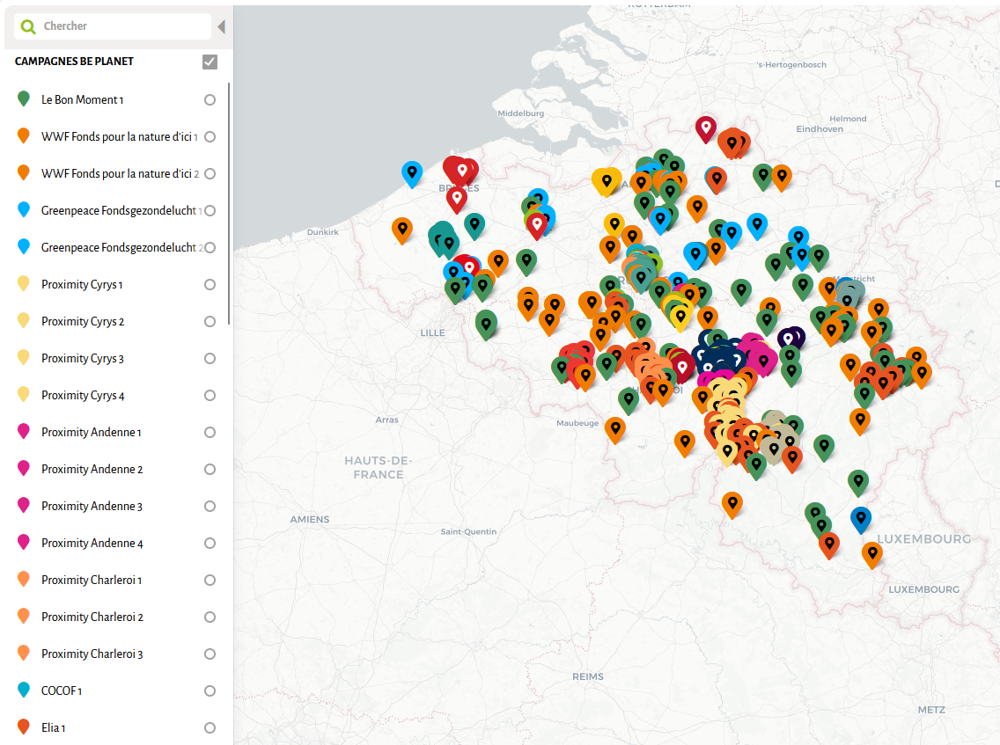 Chercher
CAMPAGNES BE PLANET
Le Bon Moment 1
WWF Fonds pour la nature d'ici 1
WWF Fonds pour la nature d'ici 2
Greenpeace Fondsgezondelucht 1
Greenpeace Fondsgezondelucht 2
Proximity Cyrys 1
Proximity Cyrys 2
Proximity Cyrys 3
Proximity Cyrys 4
Proximity Andenne 1
Proximity Andenne 2
Proximity Andenne 3
Proximity Andenne 4
Proximity Charleroi 1
Proximity Charleroi 2
Proximity Charleroi 3
COCOF 1
Elia 1
ROTTERDAM
's-Hertogenbosch
Middelburg
Helmond
Eindhoven
Dunkirk
LILLE
Arras
Maubeuge
HAUTS-DE-
FRANCE
AMIENS
Saint-Quentin
LUXEMBOURG
LUXEMBOURG
REIMS
METZ